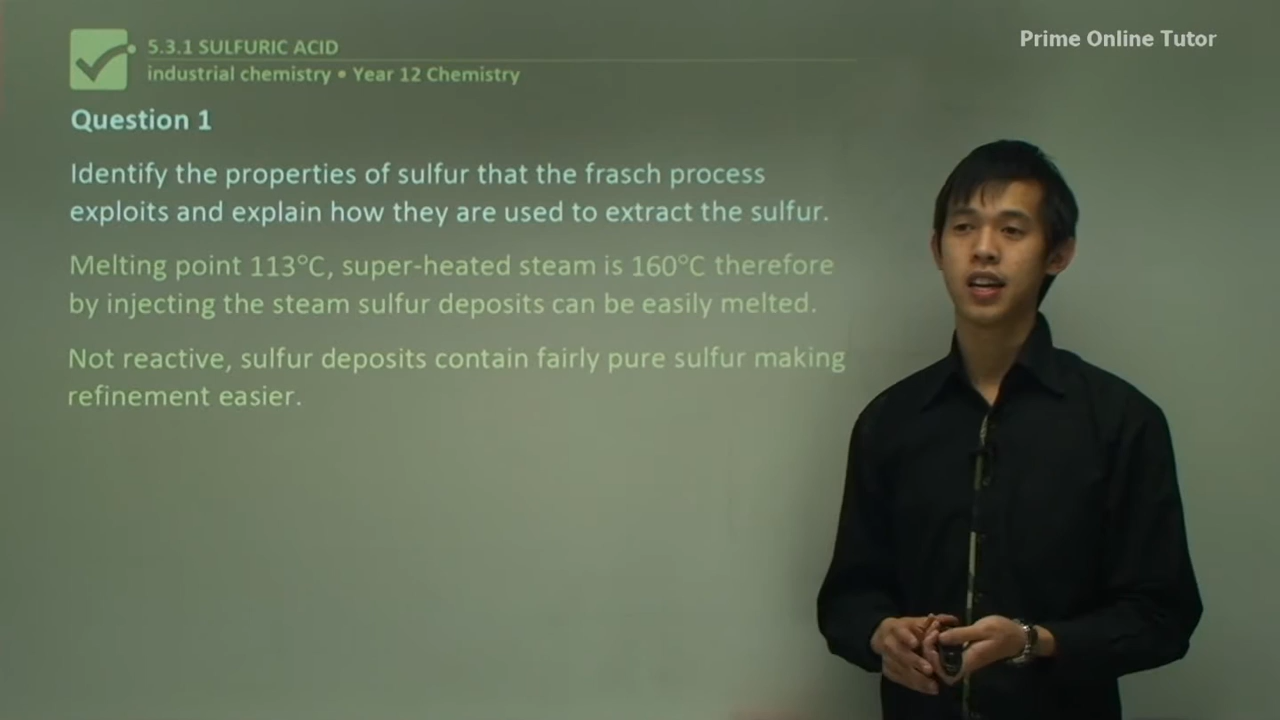 Prime Online Tutor
5.3.1 SULFURIC ACID
industrial chemistry • Year 12 Chemistry
Question 1
Identify the properties of sulfur that the frasch process
exploits and explain how they are used to extract the sulfur.
Melting point 113°C, super-heated steam is 160°C therefore
by injecting the steam sulfur deposits can be easily melted.
Not reactive, sulfur deposits contain fairly pure sulfur making
refinement easier.